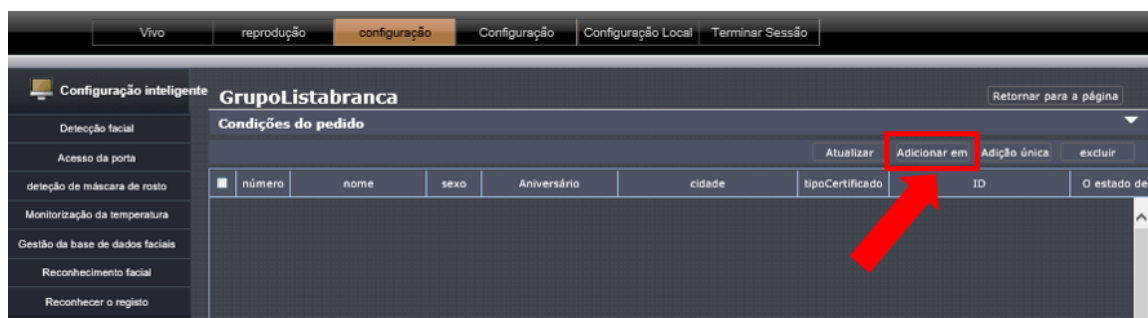 Vivo reprodução configuração Configuração Configuração Local Terminar Sessão
Configuração inteligente
GrupoListabranca
Retornar para a página
Detecção facial
Condições do pedido
Acesso da porta
Atualizar Adicionar em Adição única excluir
deteção de máscara de rosto
número nome sexo Aniversário cidade tipoCertificado ID O estado de
Monitorização da temperatura
Gestão da base de dados faciais
Reconhecimento facial
Reconhecer o registo